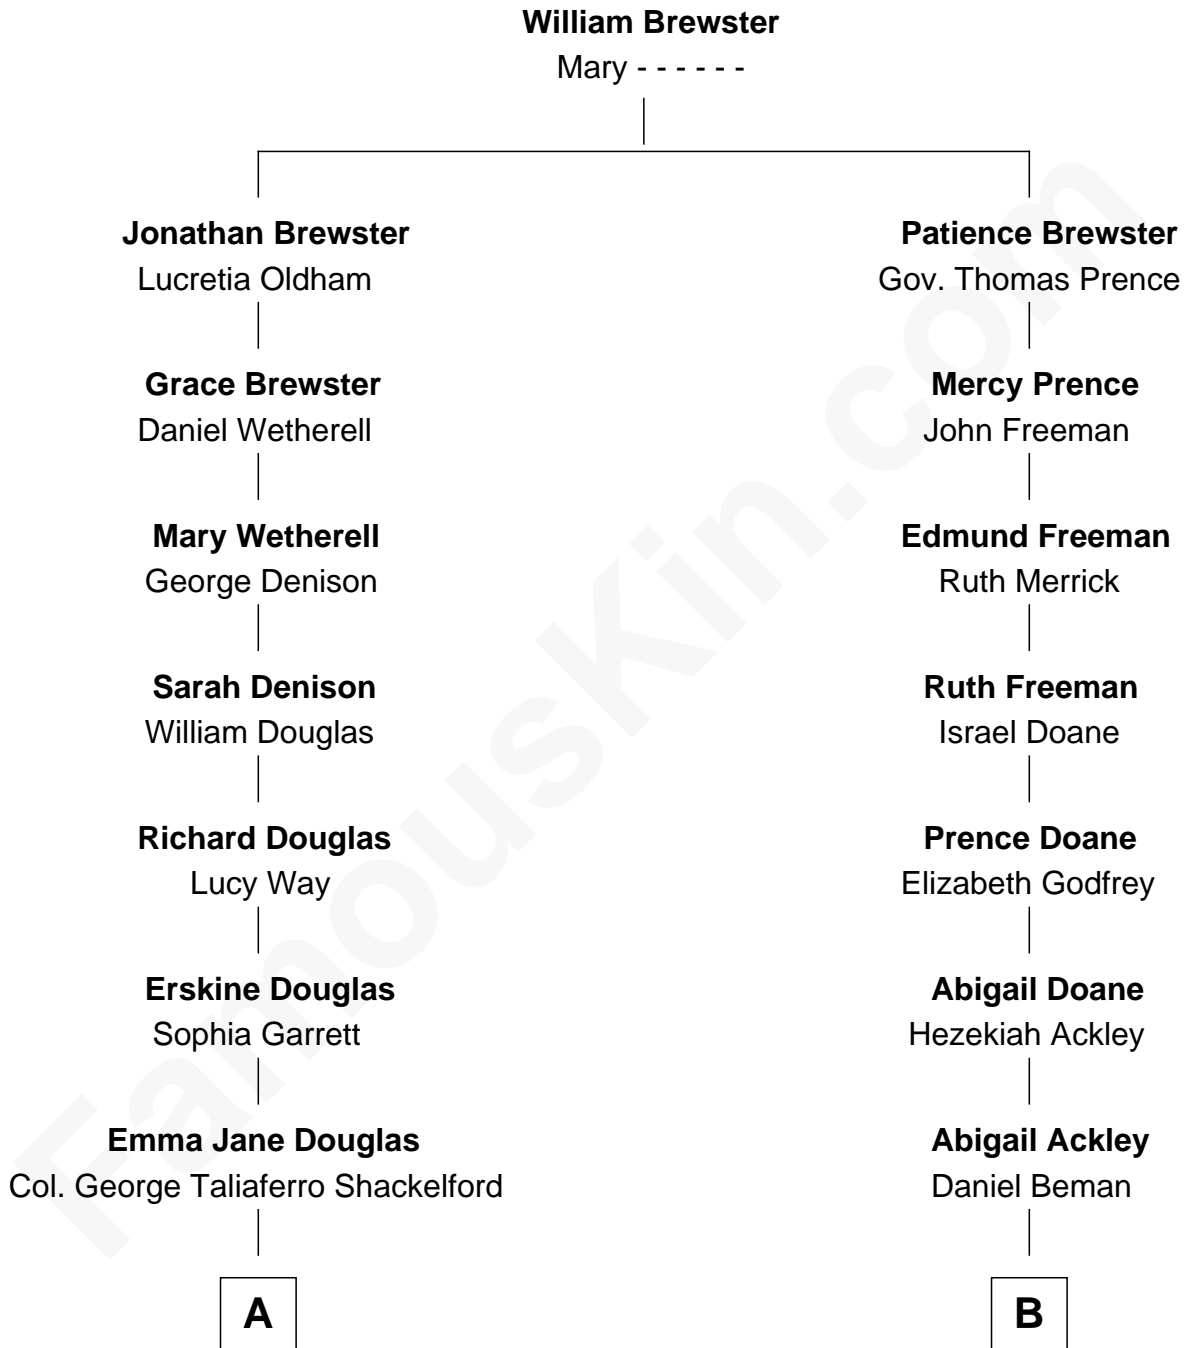 William Brewster
Mary - - - - - -
Jonathan Brewster
Lucretia Oldham
Grace Brewster
Daniel Wetherell
Mary Wetherell
George Denison
Sarah Denison
William Douglas
Richard Douglas
Lucy Way
Erskine Douglas
Sophia Garrett
Emma Jane Douglas
Col. George Taliaferro Shackelford
A
Patience Brewster
Gov. Thomas Prence
Mercy Prence
John Freeman
Edmund Freeman
Ruth Merrick
Ruth Freeman
Israel Doane
Prence Doane
Elizabeth Godfrey
Abigail Doane
Hezekiah Ackley
Abigail Ackley
Daniel Beman
B
FamousKin.com